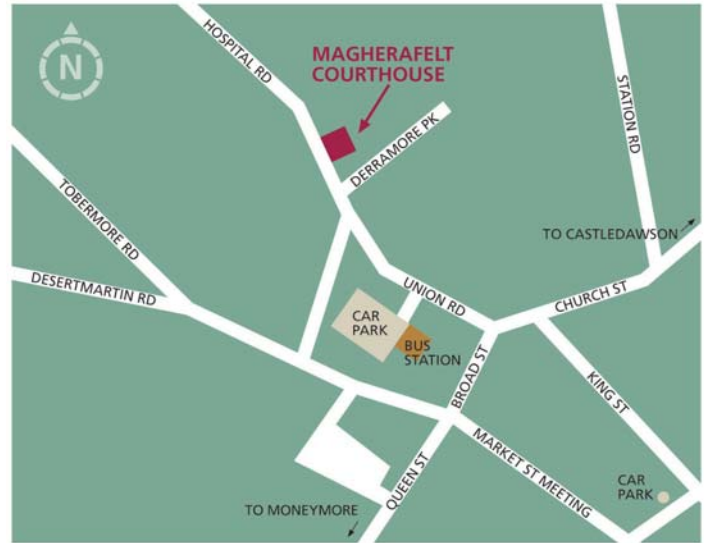 N
HOSPITAL RD
MAGHERAFELT
COURTHOUSE
STATION RD
DERRAMORE PK
TOBERMORE RD
TO CASTLEDAWSON
DESERTMARTIN RD
UNION RD
CHURCH ST
CAR
PARK
BUS
STATION
BROAD ST
KING ST
MARKET ST MEETING
QUEEN ST
CAR
PARK
TO MONEYMORE